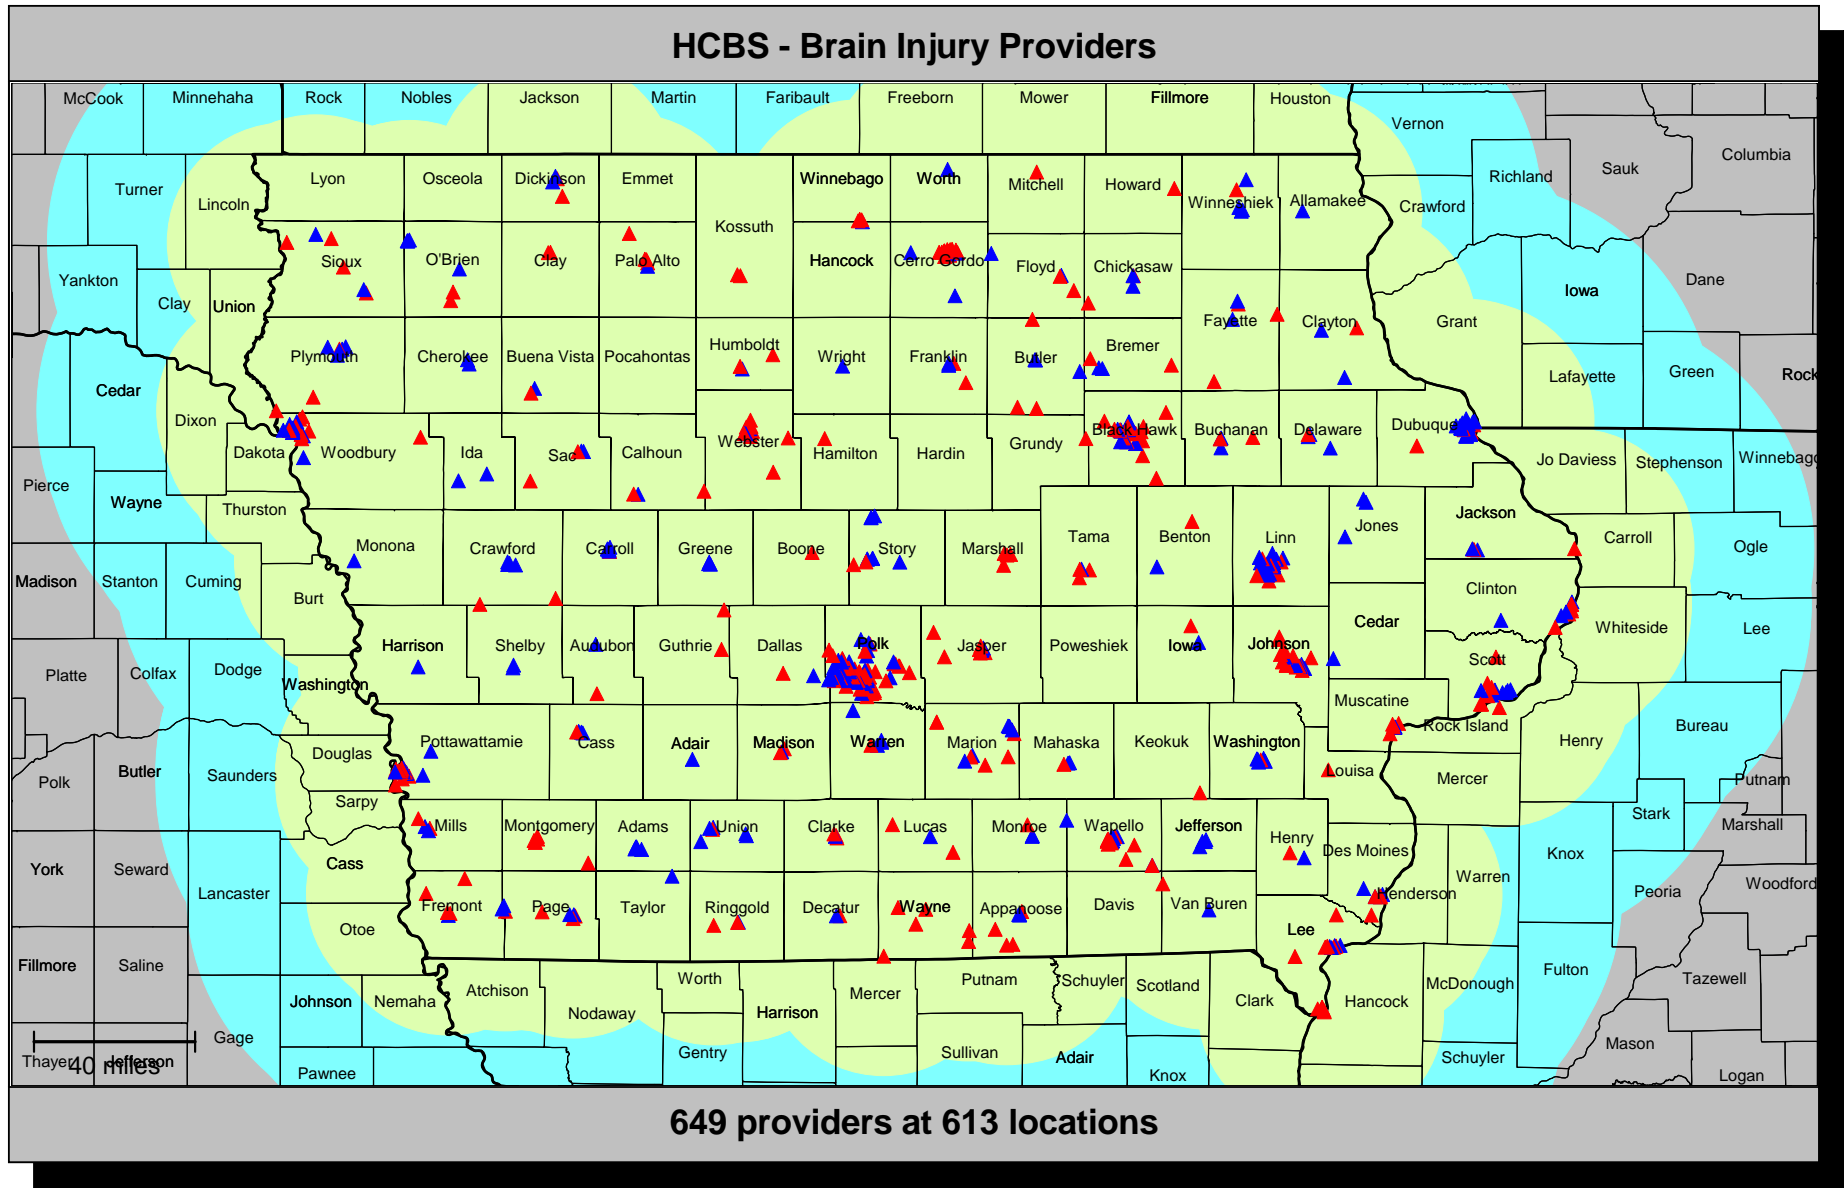 HCBS - Brain Injury Providers
McCook Minnehaha Rock Nobles Jackson Martin Faribault Freeborn Mower Fillmore Houston
Vernon
Turner Lincoln Lyon Osceola Dickinson Emmet Winnebago Worth Mitchell Howard Winneshiek Allamakee Crawford Richland Sauk Columbia
Kossuth
Yankton Clay Union Sioux O'Brien Clay Palo Alto Hancock Cerro Gordo Floyd Chickasaw Iowa Dane
Fayette Clayton Grant
Cedar Plymouth Cherokee Buena Vista Pocahontas Humboldt Wright Franklin Butler Bremer Lafayette Green Rock
Dixon
Dakota Woodbury Ida Sac Calhoun Webster Hamilton Hardin Grundy Black Hawk Buchanan Delaware Dubuque Jo Daviess Stephenson Winnebago
Pierce Wayne Thurston
Monona Crawford Carroll Greene Boone Story Marshall Tama Benton Linn Jones Jackson Carroll Ogle
Madison Stanton Cuming Burt Clinton
Harrison Shelby Audubon Guthrie Dallas Polk Jasper Poweshiek Iowa Johnson Cedar Whiteside Lee
Platte Colfax Dodge Washington Scott
Muscatine Rock Island Bureau
Douglas Pottawattamie Cass Adair Madison Warren Marion Mahaska Keokuk Washington Henry
Polk Butler Saunders Louisa Mercer Putnam
Sarpy
Mills Montgomery Adams Union Clarke Lucas Monroe Wapello Jefferson Henry Des Moines Stark Marshall
York Seward Cass Knox
Lancaster Warren Peoria Woodford
Fremont Page Taylor Ringgold Decatur Wayne Appanoose Davis Van Buren Henderson
Otoe Lee
Fillmore Saline Fulton Tazewell
Johnson Nemaha Atchison Nodaway Worth Harrison Mercer Putnam Schuyler Scotland Clark Hancock McDonough
Gage
Gentry Sullivan Adair Mason
Thayer Jefferson Schuyler
40 miles
Pawnee Knox Logan
649 providers at 613 locations